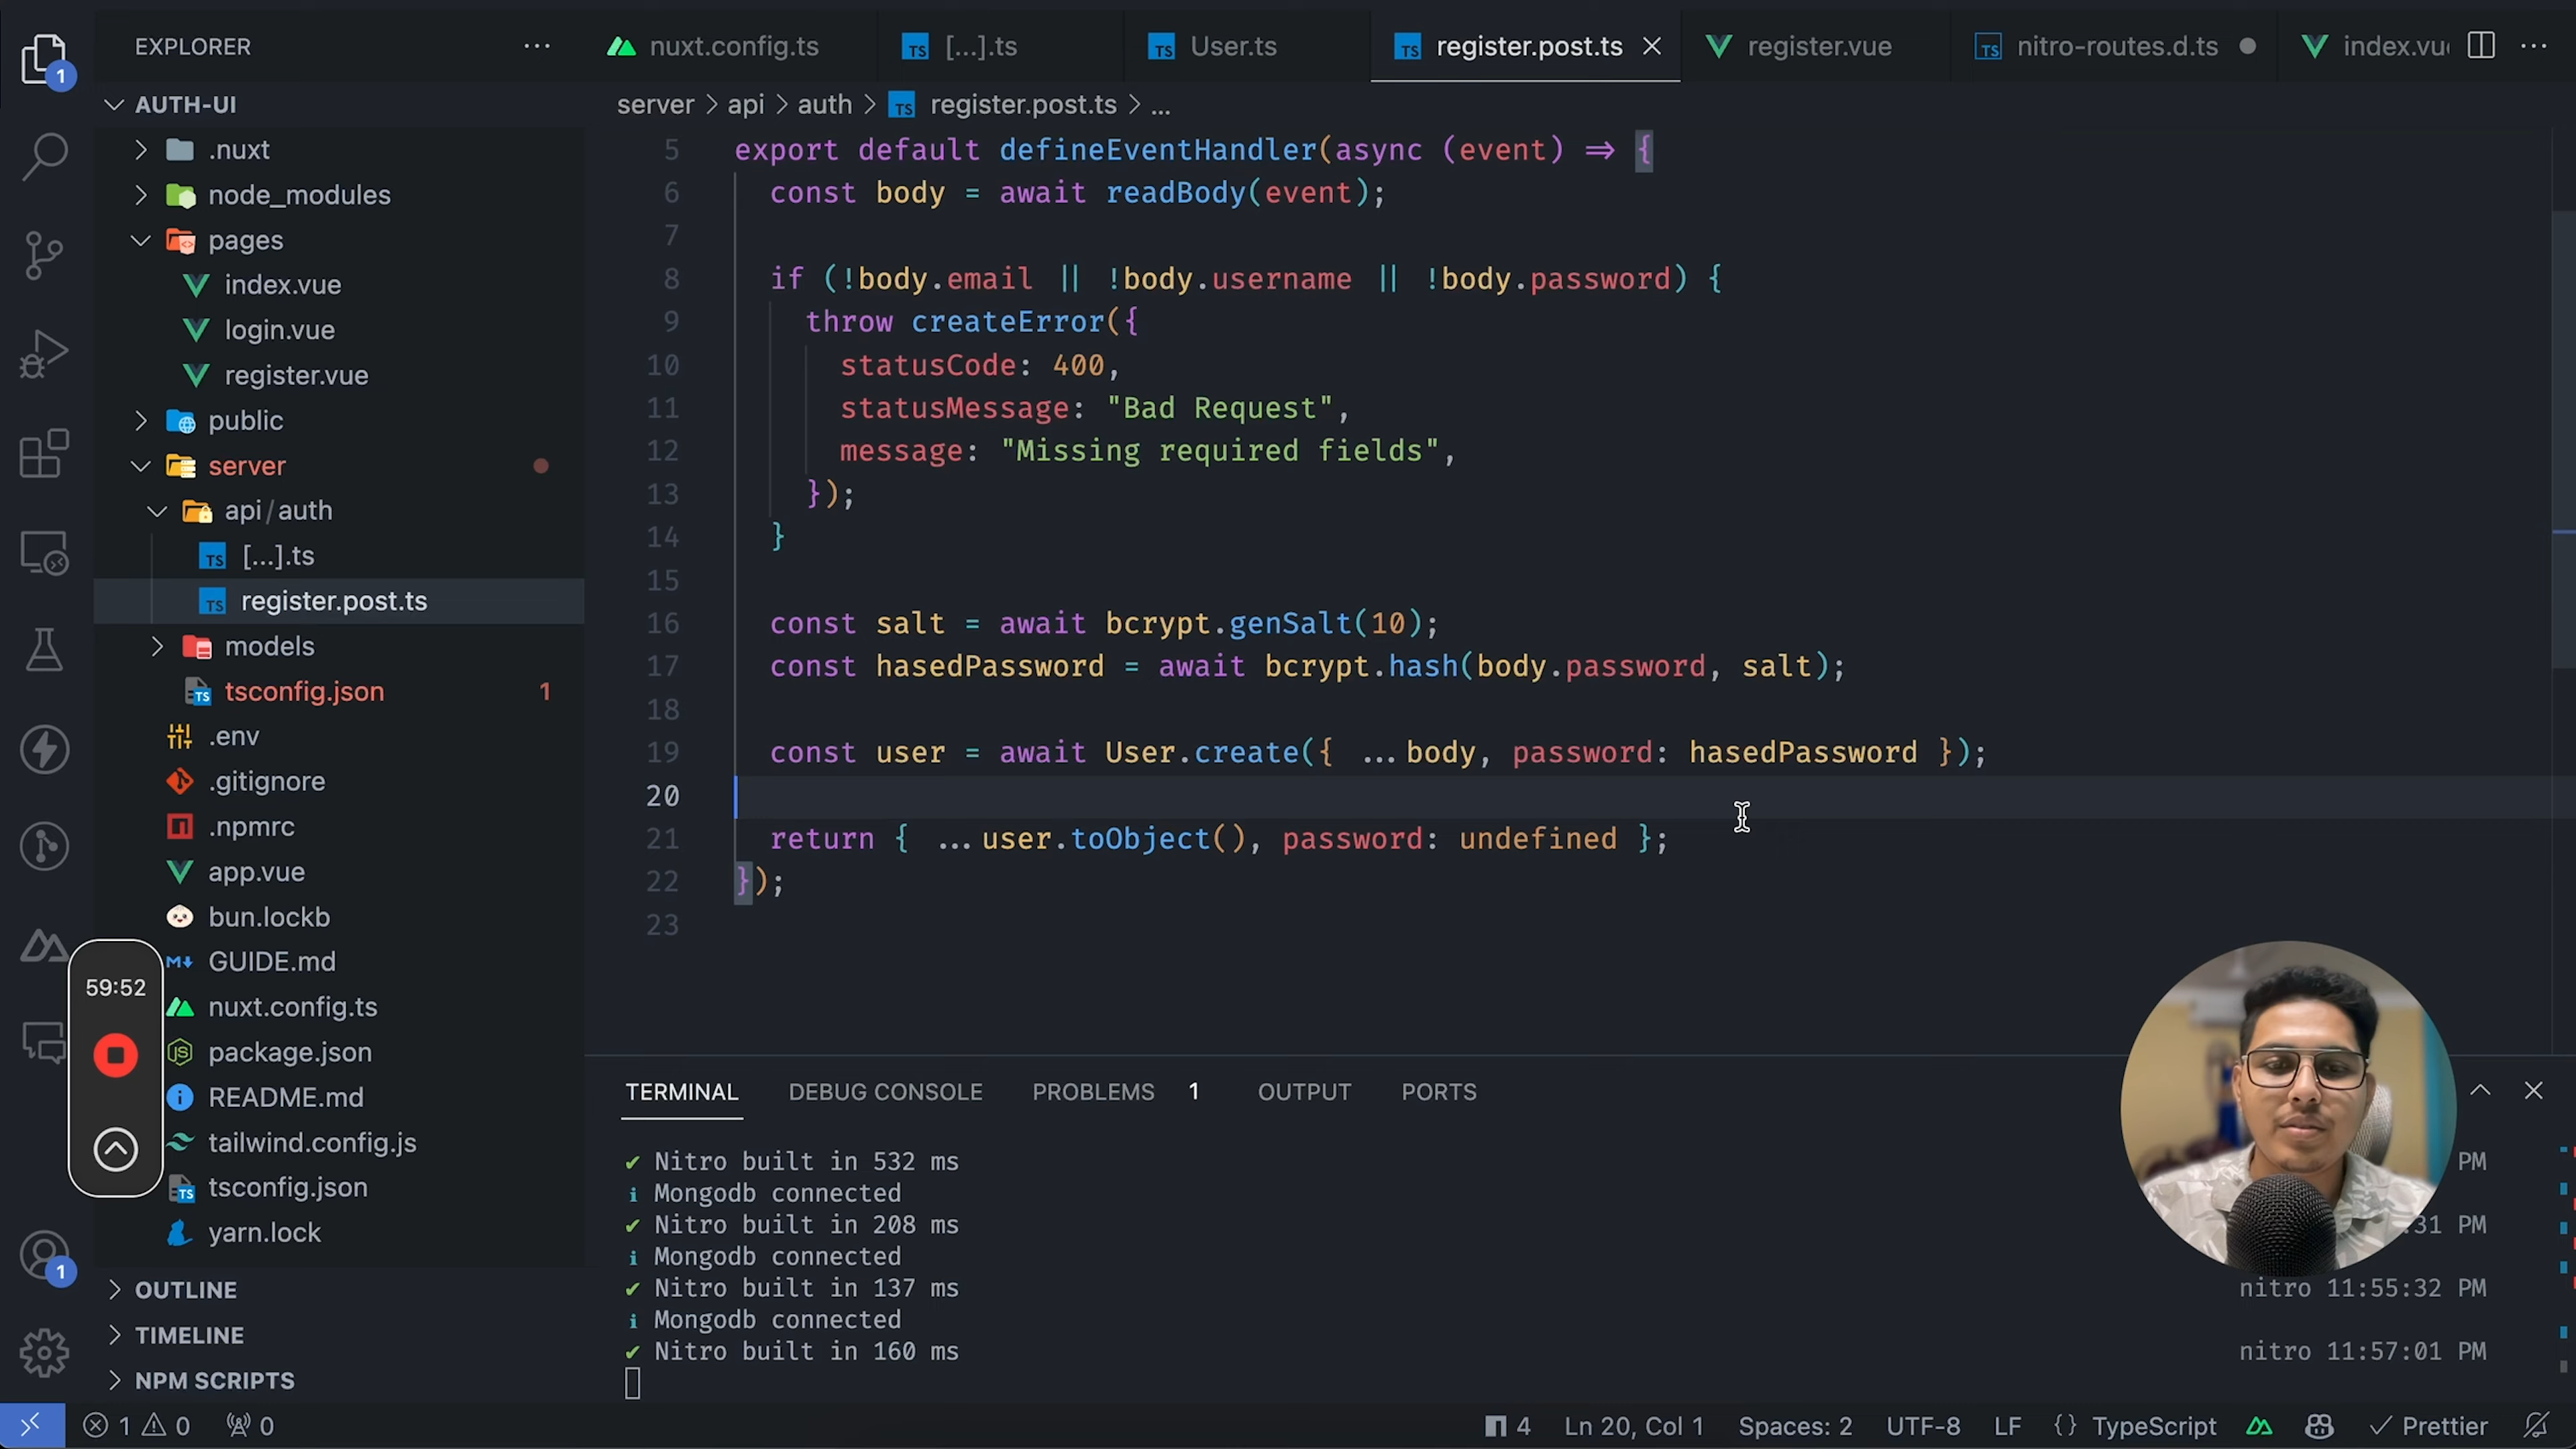 EXPLORER
nuxt.config.ts
[...].ts
User.ts
register.post.ts
register.vue
nitro-routes.d.ts
index.vu
1
AUTH-UI
.nuxt
node_modules
pages
index.vue
login.vue
register.vue
public
server
api/auth
[...].ts
register.post.ts
models
tsconfig.json 1
.env
.gitignore
.npmrc
app.vue
bun.lockb
GUIDE.md
nuxt.config.ts
package.json
README.md
tailwind.config.js
tsconfig.json
yarn.lock
OUTLINE
TIMELINE
NPM SCRIPTS
59:52
1
server > api > auth > TS register.post.ts > ...
5 export default defineEventHandler(async (event) => {
6 const body = await readBody(event);
7
8 if (!body.email || !body.username || !body.password) {
9 throw createError({
10 statusCode: 400,
11 statusMessage: "Bad Request",
12 message: "Missing required fields",
13 });
14 }
15
16 const salt = await bcrypt.genSalt(10);
17 const hasedPassword = await bcrypt.hash(body.password, salt);
18
19 const user = await User.create({ ...body, password: hasedPassword });
20
21 return { ...user.toObject(), password: undefined };
22 });
23
TERMINAL DEBUG CONSOLE PROBLEMS 1 OUTPUT PORTS
✔ Nitro built in 532 ms PM
i Mongodb connected
✔ Nitro built in 208 ms 31 PM
i Mongodb connected
✔ Nitro built in 137 ms nitro 11:55:32 PM
i Mongodb connected
✔ Nitro built in 160 ms nitro 11:57:01 PM
1 0 0 4 Ln 20, Col 1 Spaces: 2 UTF-8 LF {} TypeScript Prettier